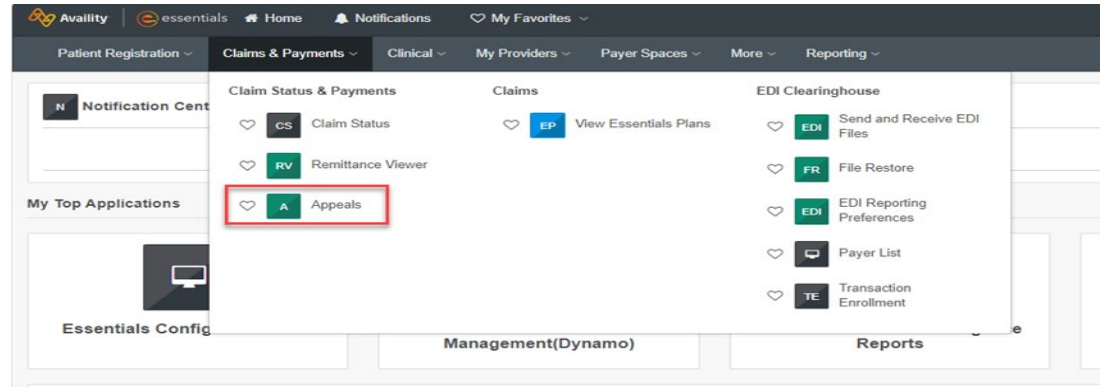 Availity essentials Home Notifications My Favorites
Patient Registration Claims & Payments Clinical My Providers Payer Spaces More Reporting
N Notification Cent
Claim Status & Payments
CS Claim Status
RV Remittance Viewer
A Appeals
Claims
EP View Essentials Plans
EDI Clearinghouse
EDI Send and Receive EDI
Files
FR File Restore
EDI EDI Reporting
Preferences
Payer List
TE Transaction
Enrollment
My Top Applications
Essentials Config
Management(Dynamo)
Reports